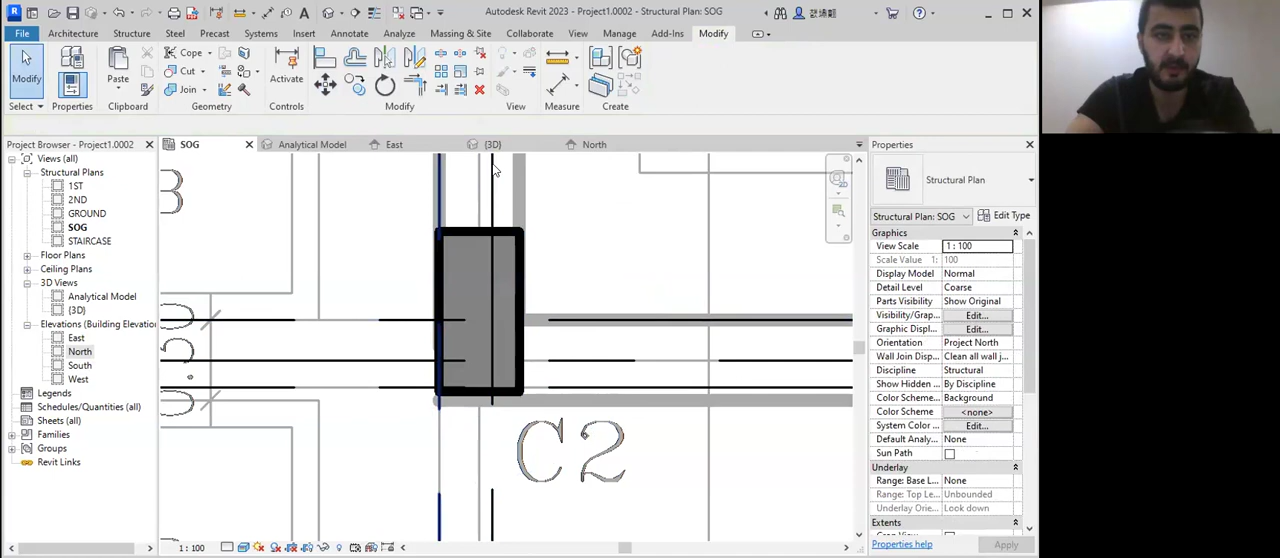 Autodesk Revit 2023 - Project1.0002 - Structural Plan: SOG
File Architecture Structure Steel Precast Systems Insert Annotate Analyze Massing & Site Collaborate View Manage Add-Ins Modify
Modify Paste Cope Cut Join Activate
Select Properties Clipboard Geometry Controls Modify View Measure Create
Project Browser - Project1.0002
SOG Analytical Model East {3D} North
Properties
Views (all)
Structural Plans
1ST
2ND
GROUND
SOG
STAIRCASE
Floor Plans
Ceiling Plans
3D Views
Analytical Model
{3D}
Elevations (Building Elevation
East
North
South
West
Legends
Schedules/Quantities (all)
Sheets (all)
Families
Groups
Revit Links
C2
1 : 100
Structural Plan
Structural Plan: SOG Edit Type
Graphics
View Scale 1 : 100
Scale Value 1: 100
Display Model Normal
Detail Level Coarse
Parts Visibility Show Original
Visibility/Grap... Edit...
Graphic Displ... Edit...
Orientation Project North
Wall Join Displ... Clean all wall j...
Discipline Structural
Show Hidden ... By Discipline
Color Scheme... Background
Color Scheme <none>
System Color ... Edit...
Default Analy... None
Sun Path
Underlay
Range: Base L... None
Range: Top Le... Unbounded
Underlay Orie... Look down
Extents
Properties help Apply